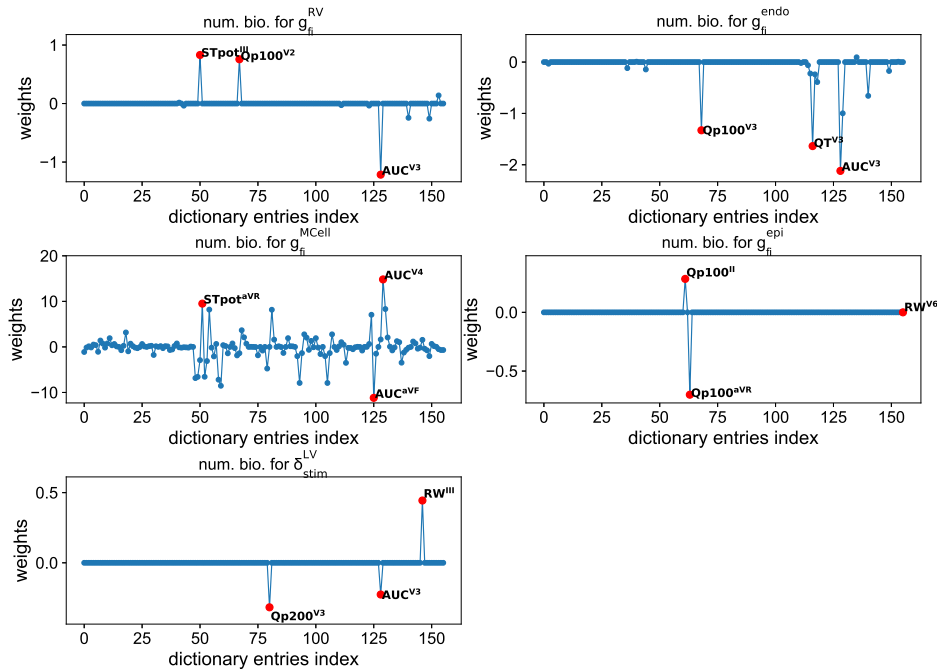 num. bio. for g_fi^RV
weights
1
0
−1
STpot^III
Qp100^V2
AUC^V3
0 25 50 75 100 125 150
dictionary entries index
num. bio. for g_fi^endo
weights
0
−1
−2
Qp100^V3
QT^V3
AUC^V3
0 25 50 75 100 125 150
dictionary entries index
num. bio. for g_fi^MCell
weights
20
10
0
−10
STpot^aVR
AUC^V4
AUC^aVF
0 25 50 75 100 125 150
dictionary entries index
num. bio. for g_fi^epi
weights
0.0
−0.5
Qp100^II
RW^V6
Qp100^aVR
0 25 50 75 100 125 150
dictionary entries index
num. bio. for δ_stim^LV
weights
0.5
0.0
RW^III
AUC^V3
Qp200^V3
0 25 50 75 100 125 150
dictionary entries index